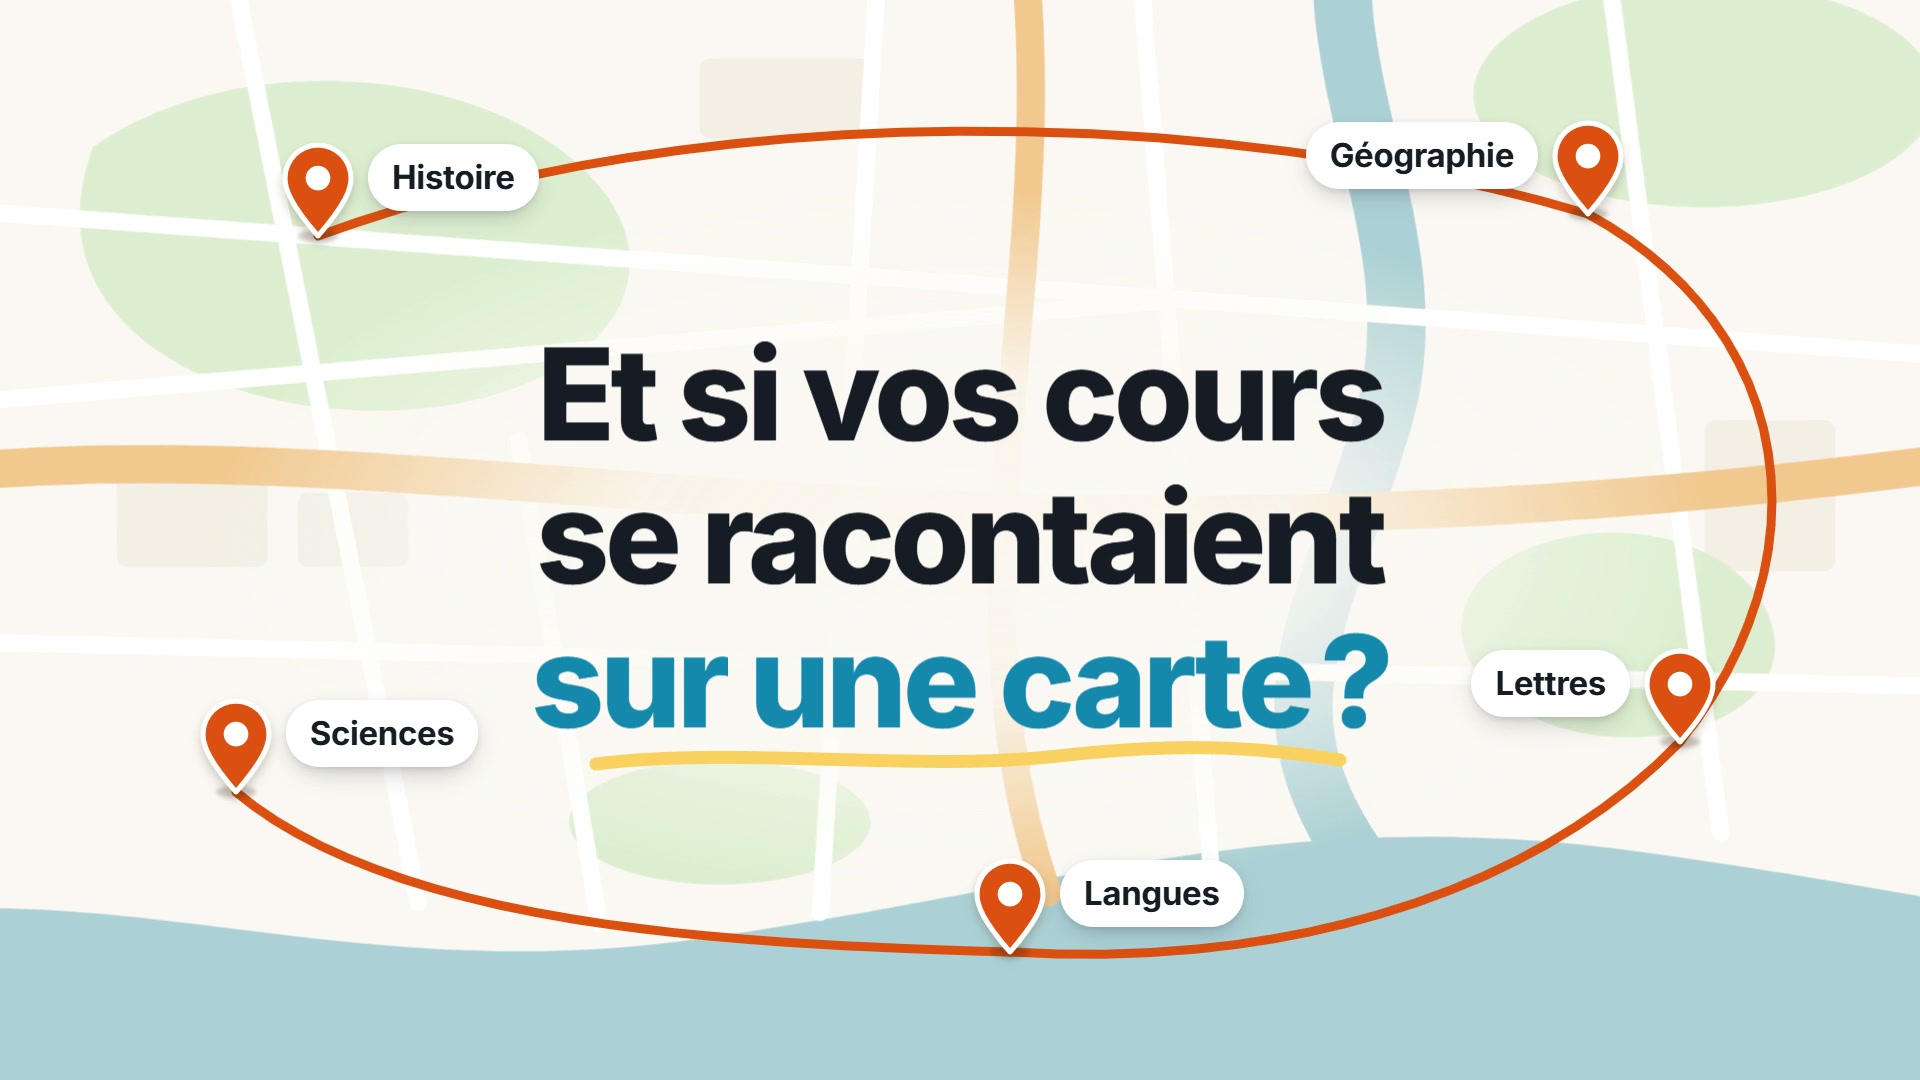 Histoire
Géographie
Et si vos cours
se racontaient
sur une carte ?
Lettres
Sciences
Langues